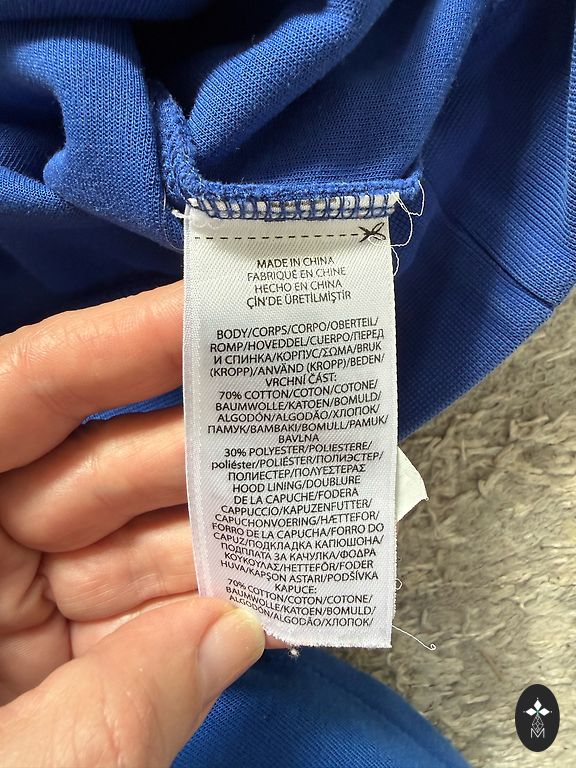 MADE IN CHINA
FABRIQUÉ EN CHINE
HECHO EN CHINA
ÇİN'DE ÜRETİLMİŞTİR
BODY/CORPS/CORPO/OBERTEIL/
ROMP/HOVEDDEL/CUERPO/ПЕРЕД
И СПИНКА/КОРПУС/ΣΩΜΑ/BRUK
(KROPP)/ANVÄND (KROPP)/BEDEN/
VRCHNÍ ČÁST:
70% COTTON/COTON/COTONE/
BAUMWOLLE/KATOEN/BOMULD/
ALGODÓN/ALGODÃO/ХЛОПОК/
ПАМУК/ΒΑΜΒΑΚΙ/BOMULL/PAMUK/
BAVLNA
30% POLYESTER/POLIESTERE/
poliéster/POLIÉSTER/ПОЛИЭСТЕР/
ПОЛИЕСТЕР/ΠΟΛΥΕΣΤΕΡΑΣ
HOOD LINING/DOUBLURE
DE LA CAPUCHE/FODERA
CAPPUCCIO/KAPUZENFUTTER/
CAPUCHONVOERING/HÆTTEFOR/
FORRO DE LA CAPUCHA/FORRO DO
CAPUZ/ПОДКЛАДКА КАПЮШОНА/
ПОДПЛАТА ЗА КАЧУЛКА/ΦΟΔΡΑ
ΚΟΥΚΟΥΛΑΣ/HETTEFÔR/FODER
HUVA/KAPŞON ASTARI/PODŠÍVKA
KAPUCE:
70% COTTON/COTON/COTONE/
BAUMWOLLE/KATOEN/BOMULD/
ALGODÓN/ALGODÃO/ХЛОПОК/
M